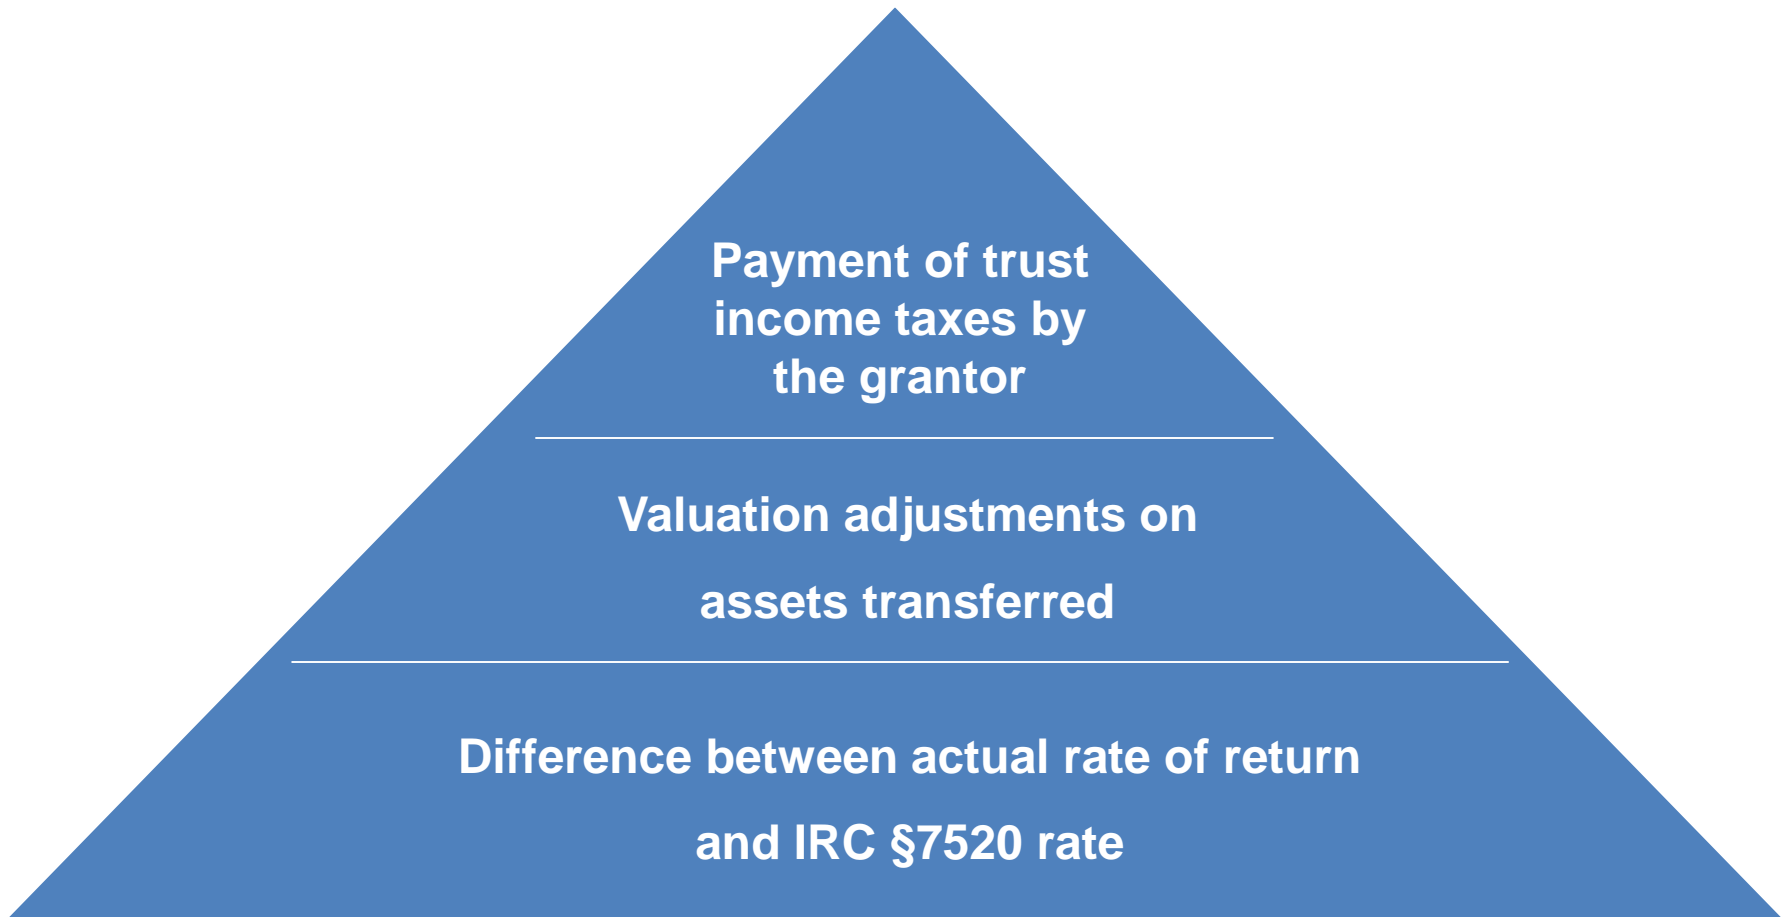 Payment of trust
income taxes by
the grantor
Valuation adjustments on
assets transferred
Difference between actual rate of return
and IRC §7520 rate